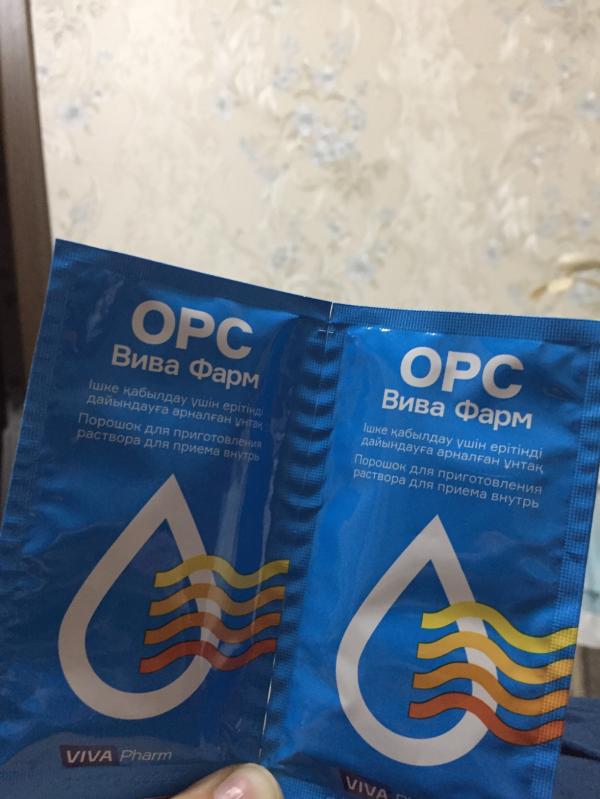 ОРС
Вива Фарм
Ішке қабылдау үшін ерітінді
дайындауға арналған ұнтақ
Порошок для приготовления
раствора для приема внутрь
VIVA Pharm
ОРС
Вива Фарм
Ішке қабылдау үшін ерітінді
дайындауға арналған ұнтақ
Порошок для приготовления
раствора для приема внутрь
VIVA